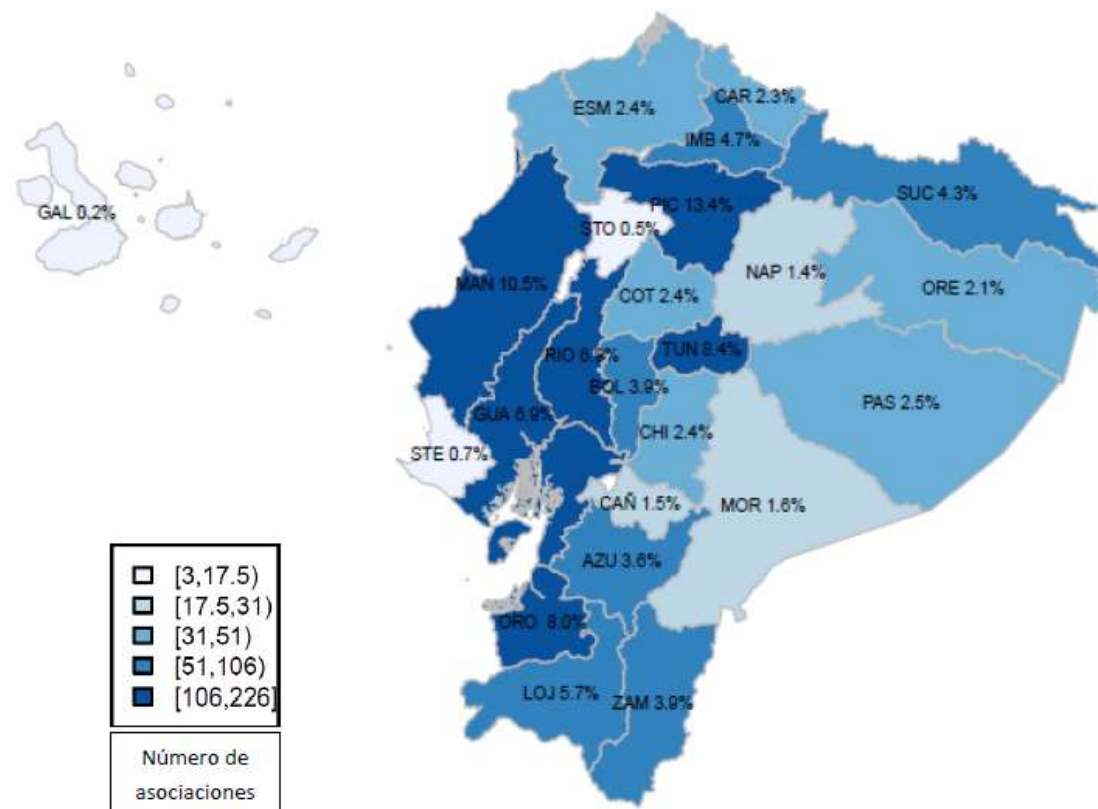 ESM 2.4%
CAR 2.3%
IMB 4.7%
SUC 4.3%
GAL 0.2%
PIC 13.4%
STO 0.5%
NAP 1.4%
MAN 10.5%
COT 2.4%
ORE 2.1%
RIO
TUN 8.4%
BOL 3.9%
PAS 2.5%
GUA 6.9%
CHI 2.4%
STE 0.7%
CAÑ 1.5%
MOR 1.6%
AZU 3.6%
ORO 8.0%
LOJ 5.7%
ZAM 3.9%
[3,17.5)
[17.5,31)
[31,51)
[51,106)
[106,226]
Número de
asociaciones